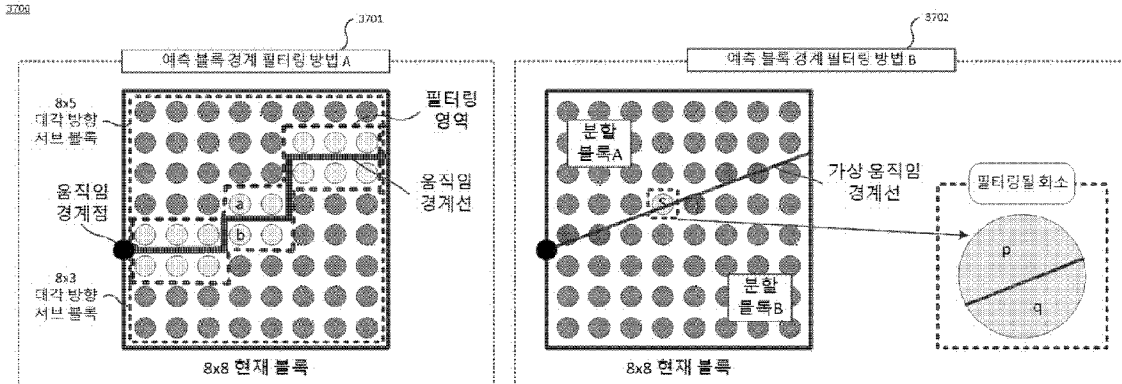 3700
3701
예측 블록 경계 필터링 방법 A
8x5
대각 방향
서브 블록
필터링
영역
움직임
경계점
움직임
경계선
a
b
8x3
대각 방향
서브 블록
8x8 현재 블록
3702
예측 블록 경계 필터링 방법 B
분할
블록A
가상 움직임
경계선
S
분할
블록B
8x8 현재 블록
필터링될 화소
p
q